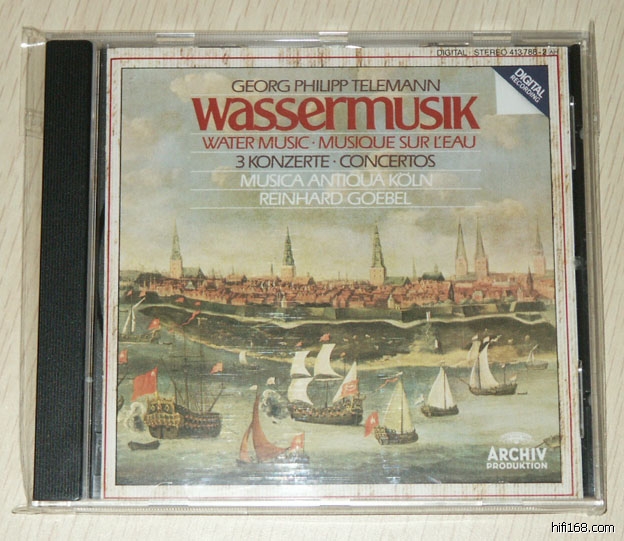 DIGITAL · STEREO 413 788-2 AH
DIGITAL
RECORDING
GEORG PHILIPP TELEMANN
Wassermusik
WATER MUSIC · MUSIQUE SUR L'EAU
3 KONZERTE · CONCERTOS
MUSICA ANTIQUA KÖLN
REINHARD GOEBEL
ARCHIV
PRODUKTION
hifi168.com